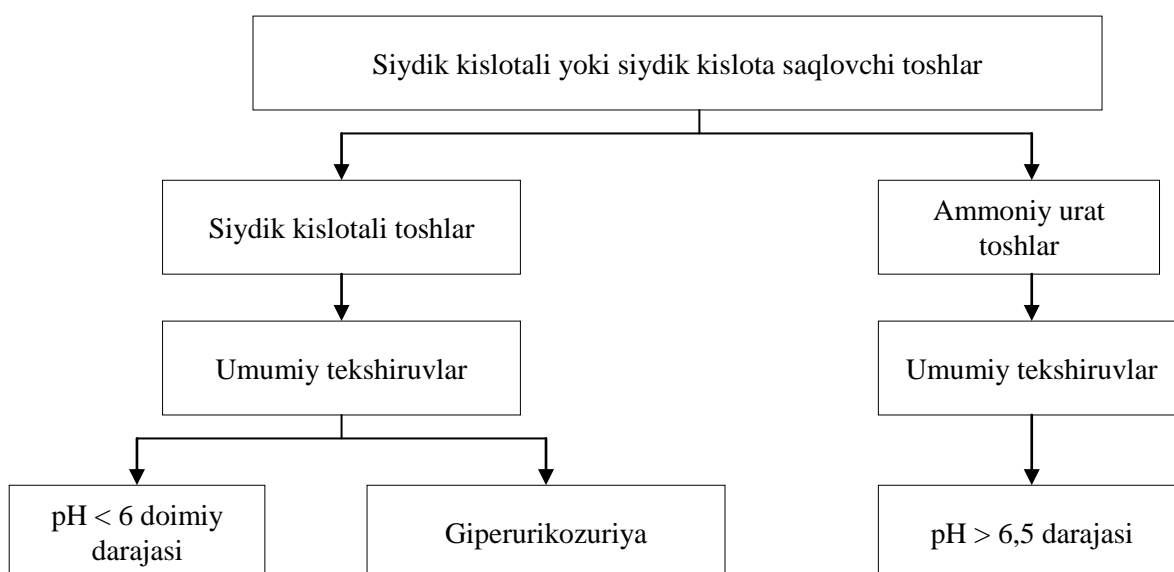 Siydik kislotali yoki siydik kislota saqlovchi toshlar
Siydik kislotali toshlar
Ammoniy urat
toshlar
Umumiy tekshiruvlar
Umumiy tekshiruvlar
pH < 6 doimiy
darajasi
Giperurikozuriya
pH > 6,5 darajasi